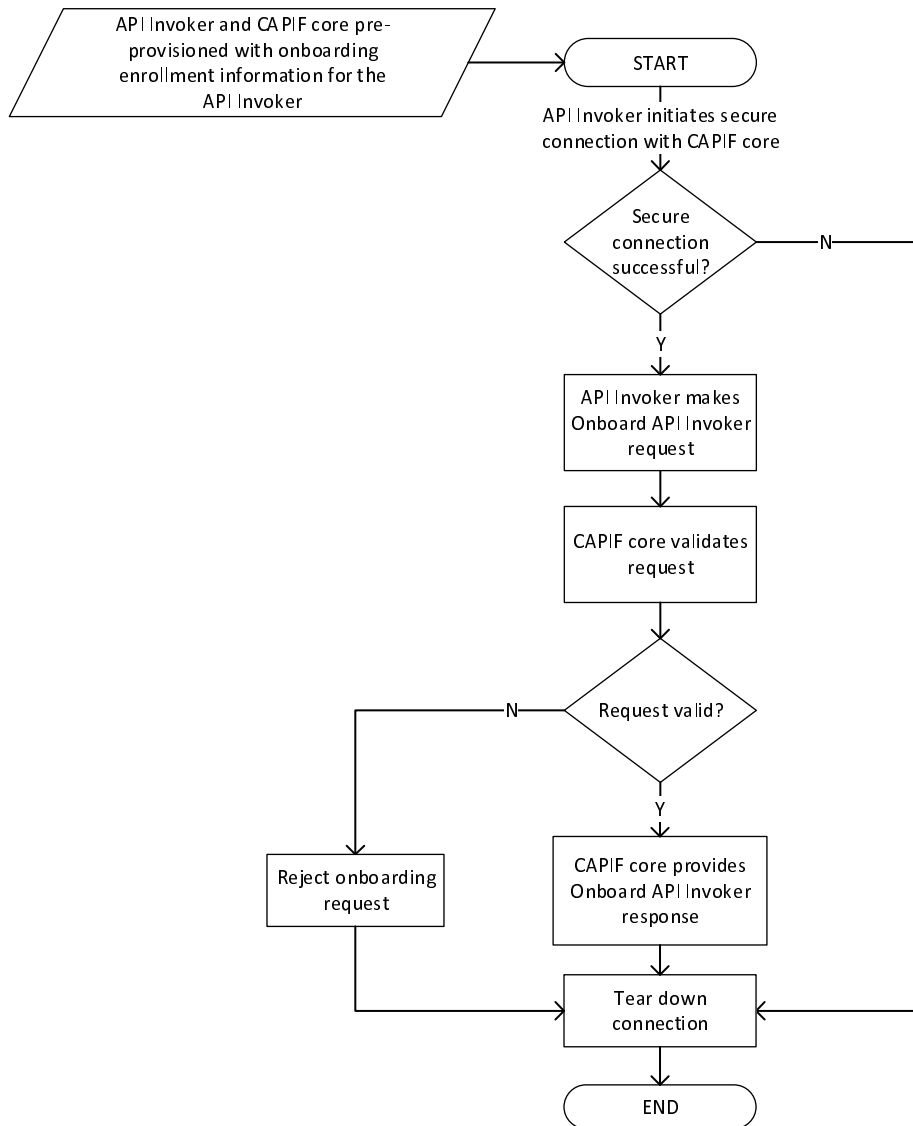 API Invoker and CAPIF core pre-
provisioned with onboarding
enrollment information for the
API Invoker
START
API Invoker initiates secure
connection with CAPIF core
Secure
connection
successful?
N
Y
API Invoker makes
Onboard API Invoker
request
CAPIF core validates
request
Request valid?
N
Y
Reject onboarding
request
CAPIF core provides
Onboard API Invoker
response
Tear down
connection
END